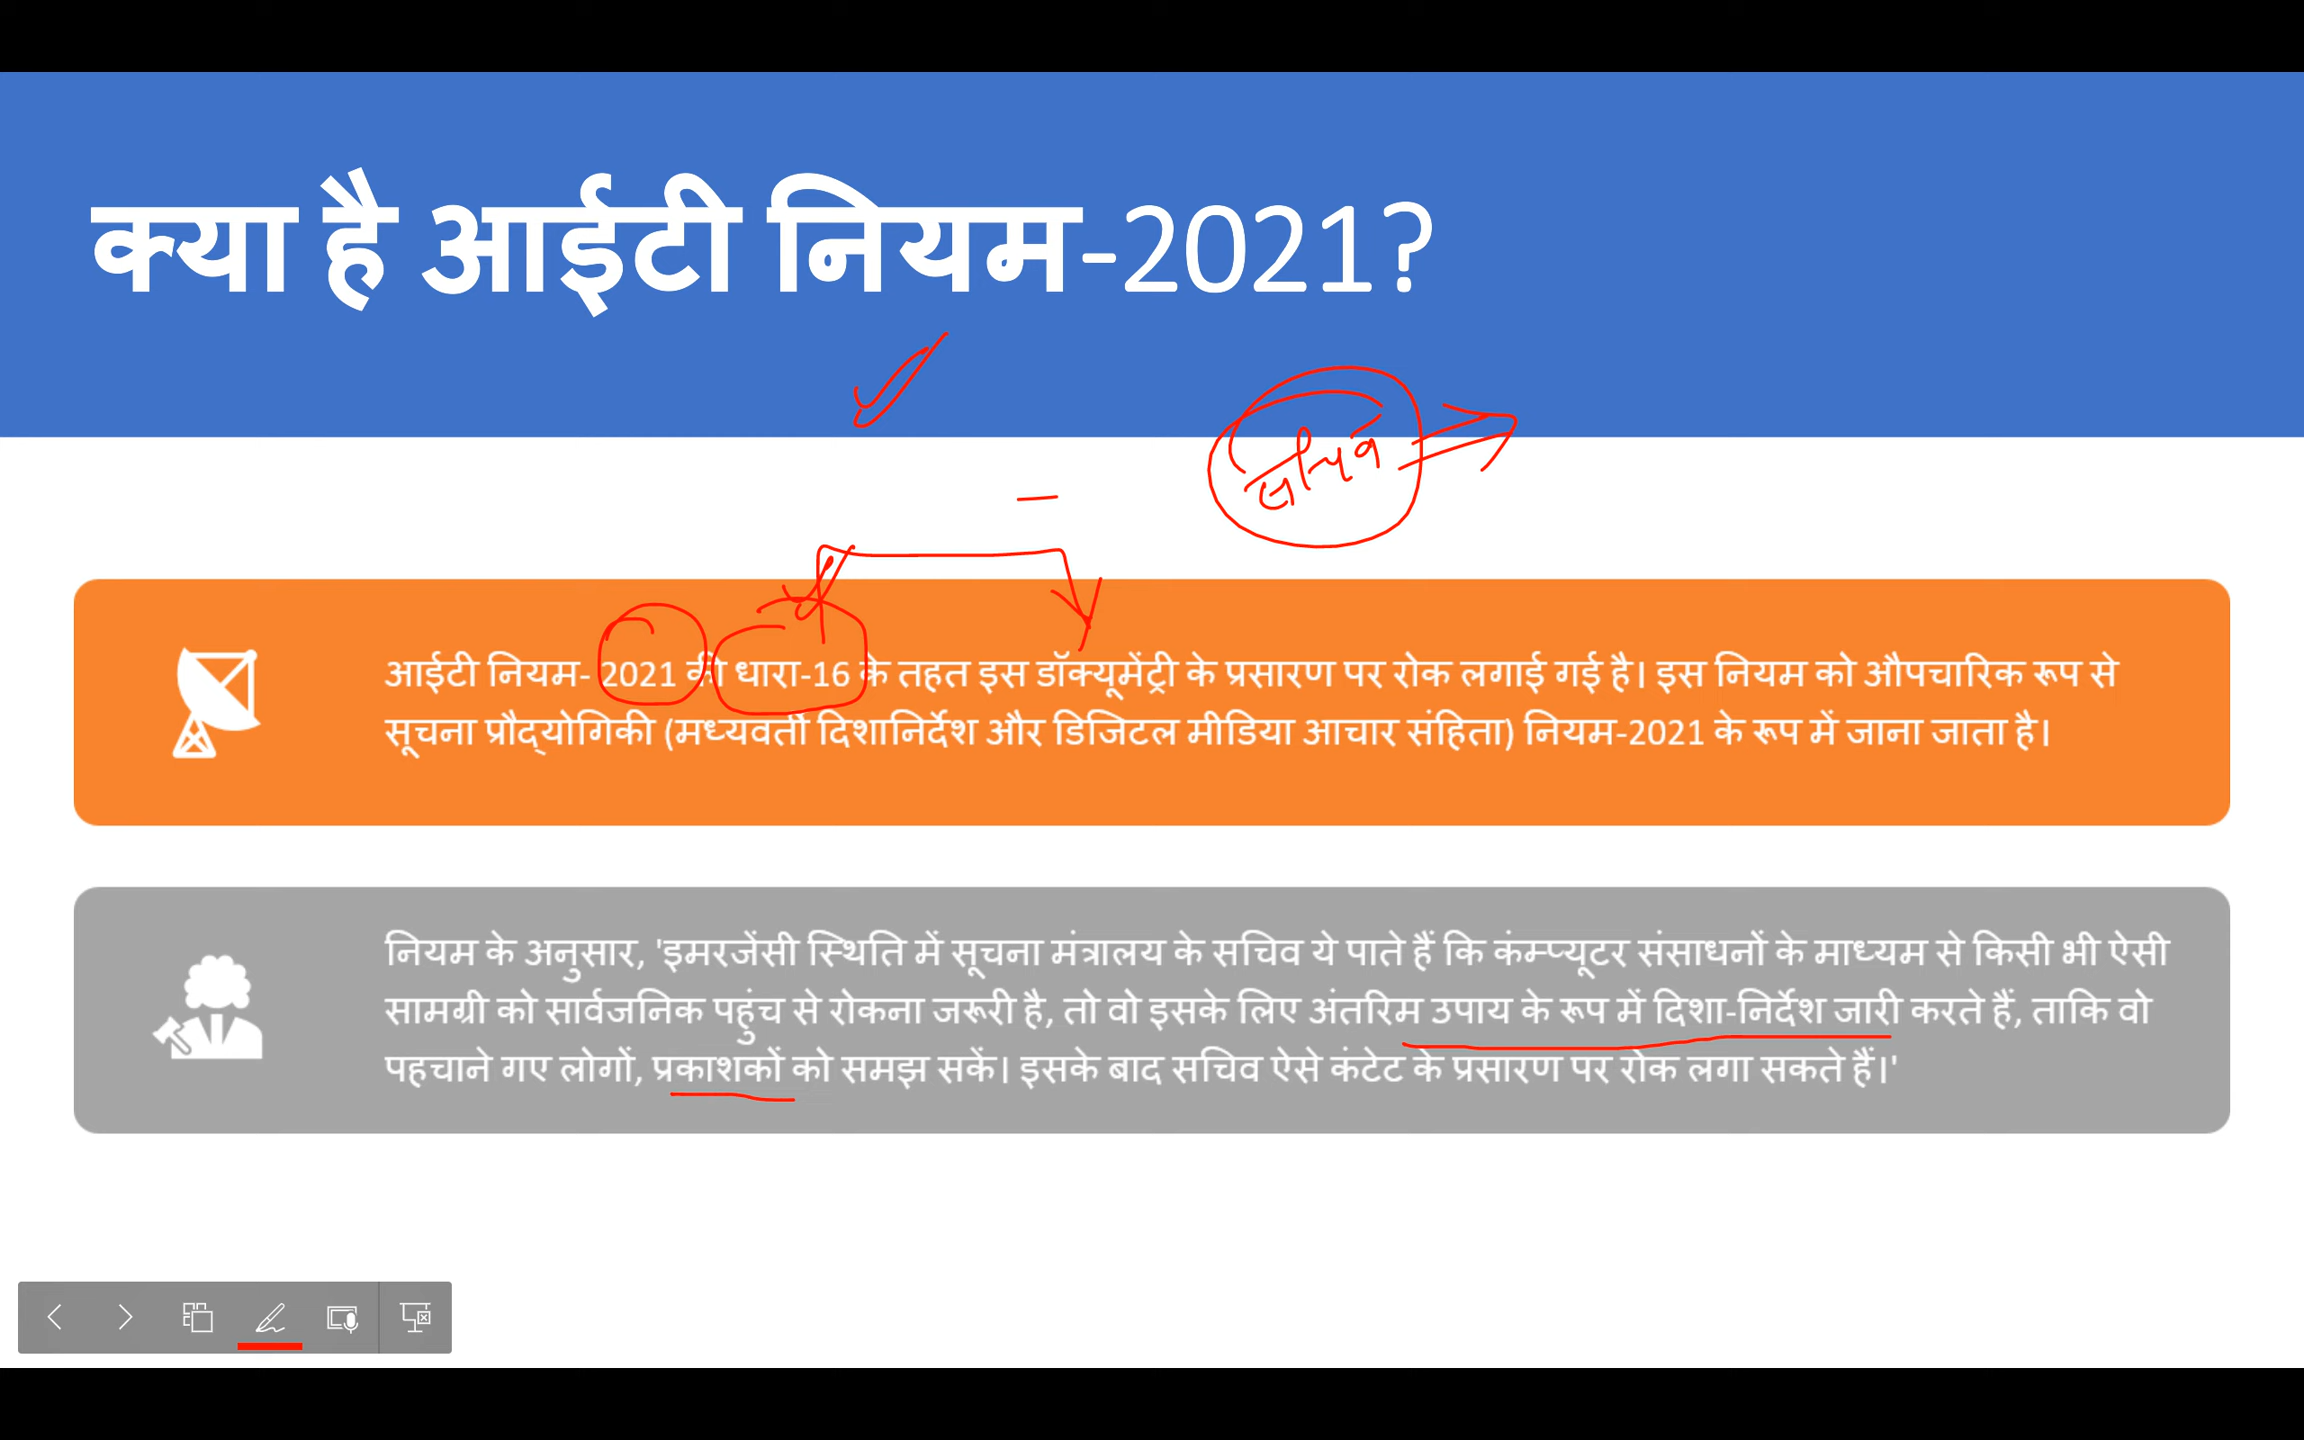 क्या है आईटी नियम-2021?
सचिव
आईटी नियम- 2021 की धारा-16 के तहत इस डॉक्यूमेंट्री के प्रसारण पर रोक लगाई गई है। इस नियम को औपचारिक रूप से
सूचना प्रौद्योगिकी (मध्यवर्ती दिशानिर्देश और डिजिटल मीडिया आचार संहिता) नियम-2021 के रूप में जाना जाता है।
नियम के अनुसार, 'इमरजेंसी स्थिति में सूचना मंत्रालय के सचिव ये पाते हैं कि कंम्प्यूटर संसाधनों के माध्यम से किसी भी ऐसी
सामग्री को सार्वजनिक पहुंच से रोकना जरूरी है, तो वो इसके लिए अंतरिम उपाय के रूप में दिशा-निर्देश जारी करते हैं, ताकि वो
पहचाने गए लोगों, प्रकाशकों को समझ सकें। इसके बाद सचिव ऐसे कंटेट के प्रसारण पर रोक लगा सकते हैं।'